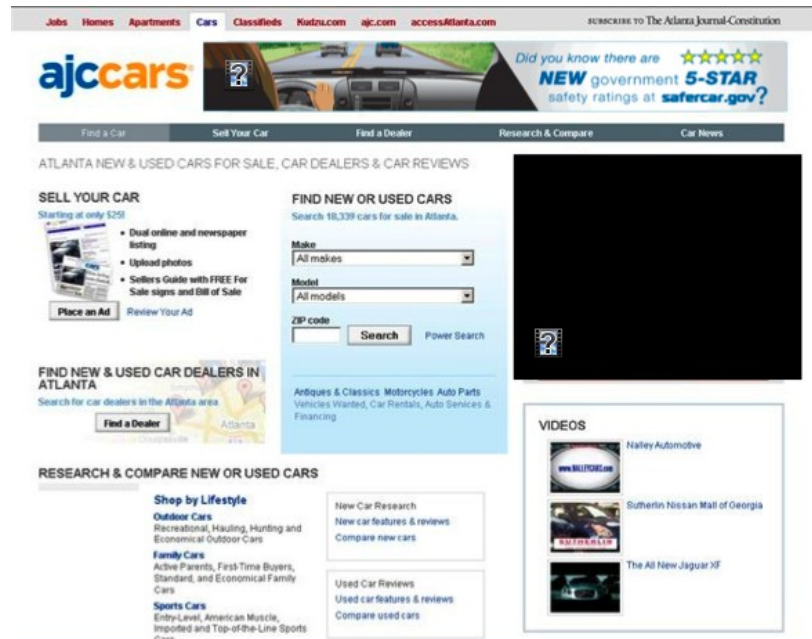 Jobs Homes Apartments Cars Classifieds Kudzu.com ajc.com accessAtlanta.com SUBSCRIBE TO The Atlanta Journal-Constitution
ajccars
Did you know there are
NEW government 5-STAR
safety ratings at safercar.gov?
Find a Car Sell Your Car Find a Dealer Research & Compare Car News
ATLANTA NEW & USED CARS FOR SALE, CAR DEALERS & CAR REVIEWS
SELL YOUR CAR
Starting at only $25!
• Dual online and newspaper
listing
• Upload photos
• Sellers Guide with FREE For
Sale signs and Bill of Sale
Place an Ad Review Your Ad
FIND NEW OR USED CARS
Search 18,339 cars for sale in Atlanta.
Make
All makes
Model
All models
ZIP code
Search Power Search
Antiques & Classics Motorcycles Auto Parts
Vehicles Wanted, Car Rentals, Auto Services &
Financing
FIND NEW & USED CAR DEALERS IN
ATLANTA
Search for car dealers in the Atlanta area
Find a Dealer
Atlanta
VIDEOS
www.NALLEYCARS.com
Nalley Automotive
SUTHERLIN
Sutherlin Nissan Mall of Georgia
The All New Jaguar XF
RESEARCH & COMPARE NEW OR USED CARS
Shop by Lifestyle
Outdoor Cars
Recreational, Hauling, Hunting and
Economical Outdoor Cars
Family Cars
Active Parents, First-Time Buyers,
Standard, and Economical Family
Cars
Sports Cars
Entry-Level, American Muscle,
Imported and Top-of-the-Line Sports
Cars
New Car Research
New car features & reviews
Compare new cars
Used Car Reviews
Used car features & reviews
Compare used cars